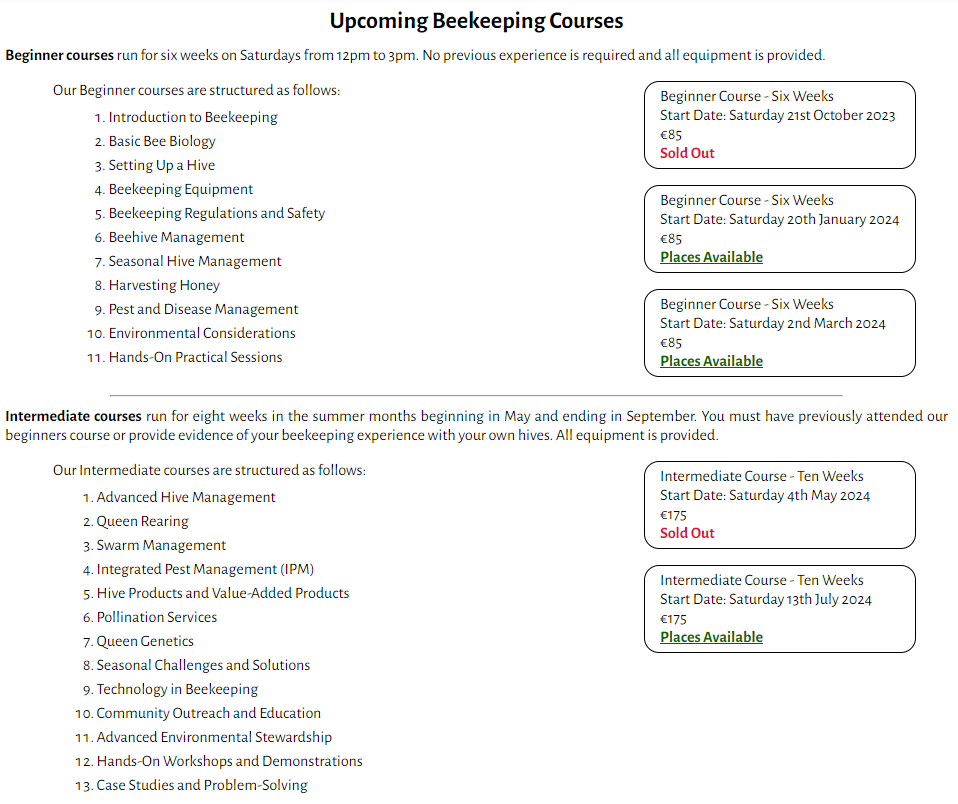 Upcoming Beekeeping Courses
Beginner courses run for six weeks on Saturdays from 12pm to 3pm. No previous experience is required and all equipment is provided.
Our Beginner courses are structured as follows:
1. Introduction to Beekeeping
2. Basic Bee Biology
3. Setting Up a Hive
4. Beekeeping Equipment
5. Beekeeping Regulations and Safety
6. Beehive Management
7. Seasonal Hive Management
8. Harvesting Honey
9. Pest and Disease Management
10. Environmental Considerations
11. Hands-On Practical Sessions
Beginner Course - Six Weeks
Start Date: Saturday 21st October 2023
€85
Sold Out
Beginner Course - Six Weeks
Start Date: Saturday 20th January 2024
€85
Places Available
Beginner Course - Six Weeks
Start Date: Saturday 2nd March 2024
€85
Places Available
Intermediate courses run for eight weeks in the summer months beginning in May and ending in September. You must have previously attended our
beginners course or provide evidence of your beekeeping experience with your own hives. All equipment is provided.
Our Intermediate courses are structured as follows:
1. Advanced Hive Management
2. Queen Rearing
3. Swarm Management
4. Integrated Pest Management (IPM)
5. Hive Products and Value-Added Products
6. Pollination Services
7. Queen Genetics
8. Seasonal Challenges and Solutions
9. Technology in Beekeeping
10. Community Outreach and Education
11. Advanced Environmental Stewardship
12. Hands-On Workshops and Demonstrations
13. Case Studies and Problem-Solving
Intermediate Course - Ten Weeks
Start Date: Saturday 4th May 2024
€175
Sold Out
Intermediate Course - Ten Weeks
Start Date: Saturday 13th July 2024
€175
Places Available